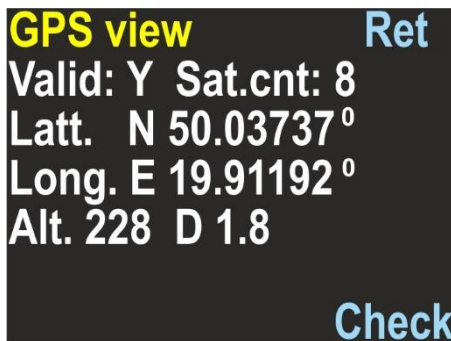 GPS view Ret
Valid: Y Sat.cnt: 8
Latt. N 50.03737⁰
Long. E 19.91192⁰
Alt. 228 D 1.8
Check